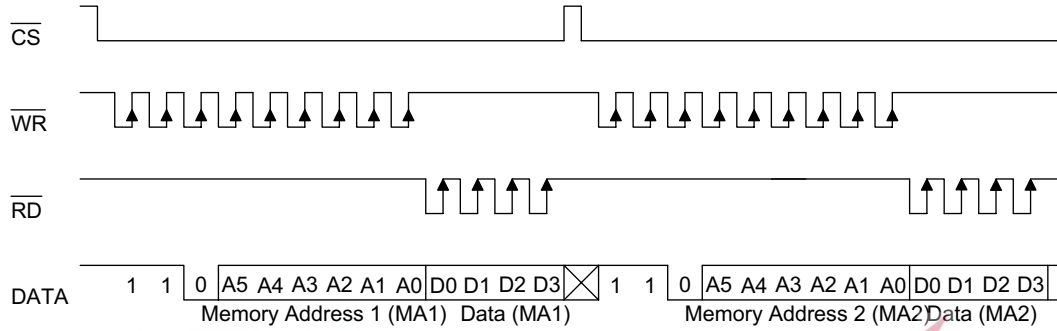 CS
WR
RD
DATA 1 1 0 A5 A4 A3 A2 A1 A0 D0 D1 D2 D3 1 1 0 A5 A4 A3 A2 A1 A0 D0 D1 D2 D3
Memory Address 1 (MA1) Data (MA1) Memory Address 2 (MA2) Data (MA2)